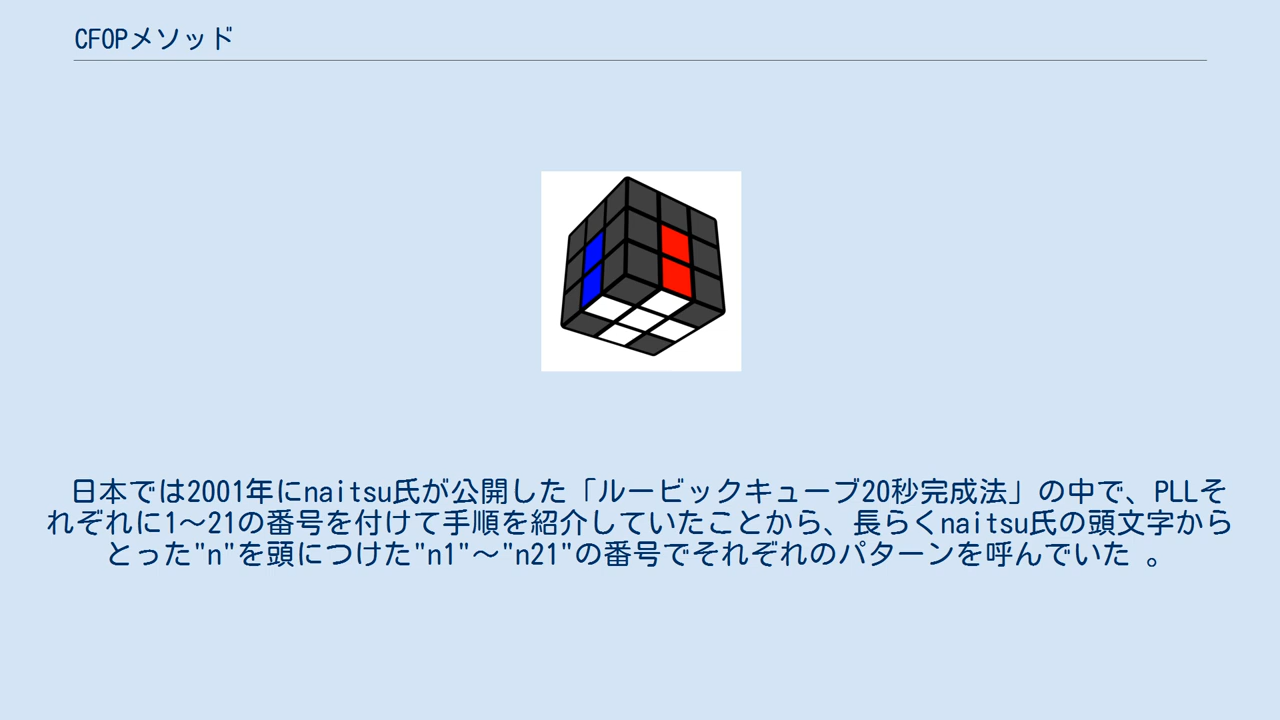 CFOPメソッド
日本では2001年にnaitsu氏が公開した「ルービックキューブ20秒完成法」の中で、PLLそ
れぞれに1〜21の番号を付けて手順を紹介していたことから、長らくnaitsu氏の頭文字から
とった"n"を頭につけた"n1"〜"n21"の番号でそれぞれのパターンを呼んでいた 。